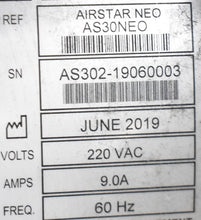 REF AIRSTAR NEO
AS30NEO
SN AS302-19060003
JUNE 2019
VOLTS 220 VAC
AMPS 9.0A
FREQ. 60 Hz